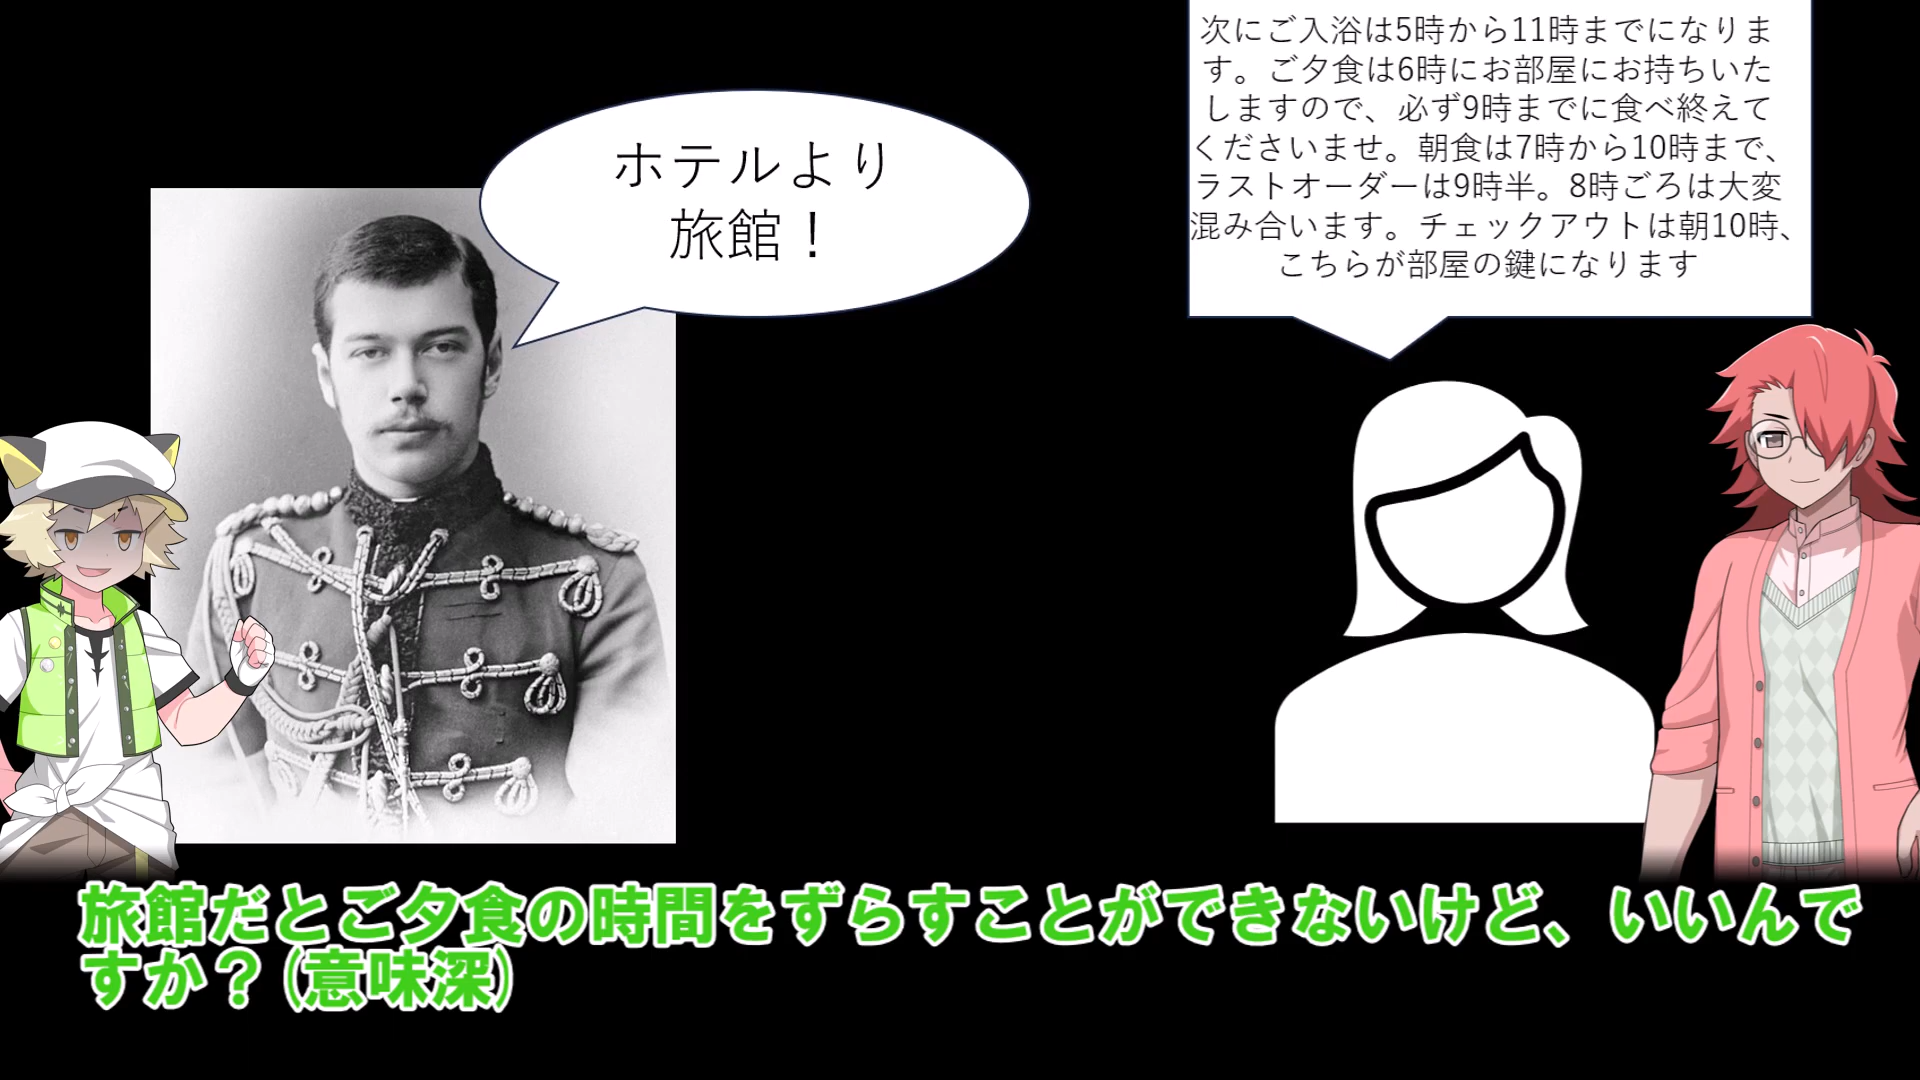 ホテルより
旅館！
次にご入浴は5時から11時までになりま
す。ご夕食は6時にお部屋にお持ちいた
しますので、必ず9時までに食べ終えて
くださいませ。朝食は7時から10時まで、
ラストオーダーは9時半。8時ごろは大変
混み合います。チェックアウトは朝10時、
こちらが部屋の鍵になります
旅館だとご夕食の時間をずらすことができないけど、いいんで
すか？(意味深)